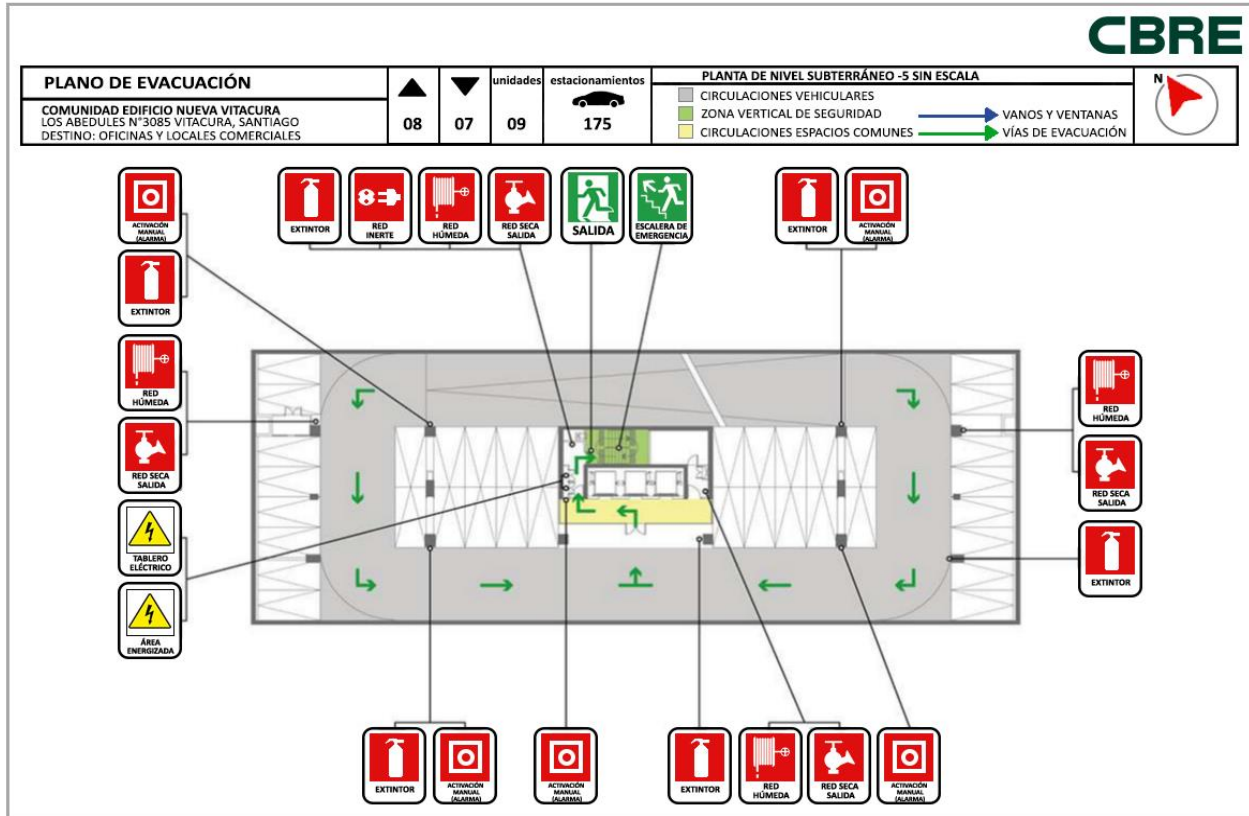 CBRE
PLANO DE EVACUACIÓN
COMUNIDAD EDIFICIO NUEVA VITACURA
LOS ABEDULES N°3085 VITACURA, SANTIAGO
DESTINO: OFICINAS Y LOCALES COMERCIALES
08
07
unidades
09
estacionamientos
175
PLANTA DE NIVEL SUBTERRÁNEO -5 SIN ESCALA
CIRCULACIONES VEHICULARES
ZONA VERTICAL DE SEGURIDAD
CIRCULACIONES ESPACIOS COMUNES
VANOS Y VENTANAS
VÍAS DE EVACUACIÓN
N
ACTIVACIÓN
MANUAL
(ALARMA)
EXTINTOR
RED
HÚMEDA
RED SECA
SALIDA
TABLERO
ELÉCTRICO
ÁREA
ENERGIZADA
EXTINTOR
RED
INERTE
RED
HÚMEDA
RED SECA
SALIDA
SALIDA
ESCALERA DE
EMERGENCIA
EXTINTOR
ACTIVACIÓN
MANUAL
(ALARMA)
RED
HÚMEDA
RED SECA
SALIDA
EXTINTOR
EXTINTOR
ACTIVACIÓN
MANUAL
(ALARMA)
ACTIVACIÓN
MANUAL
(ALARMA)
EXTINTOR
RED
HÚMEDA
RED SECA
SALIDA
ACTIVACIÓN
MANUAL
(ALARMA)